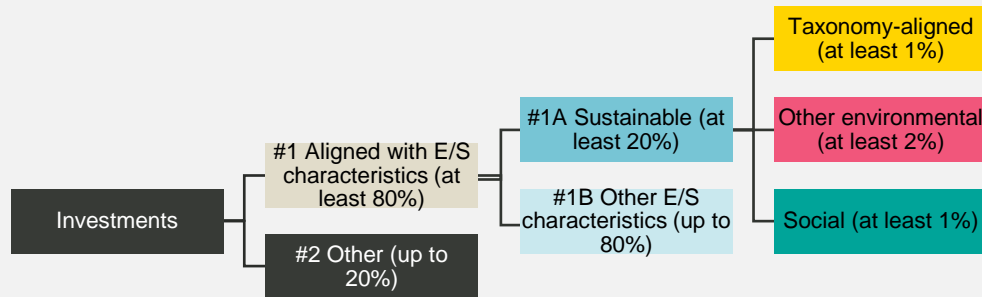 Investments
#1 Aligned with E/S
characteristics (at
least 80%)
#2 Other (up to
20%)
#1A Sustainable (at
least 20%)
#1B Other E/S
characteristics (up to
80%)
Taxonomy-aligned
(at least 1%)
Other environmental
(at least 2%)
Social (at least 1%)